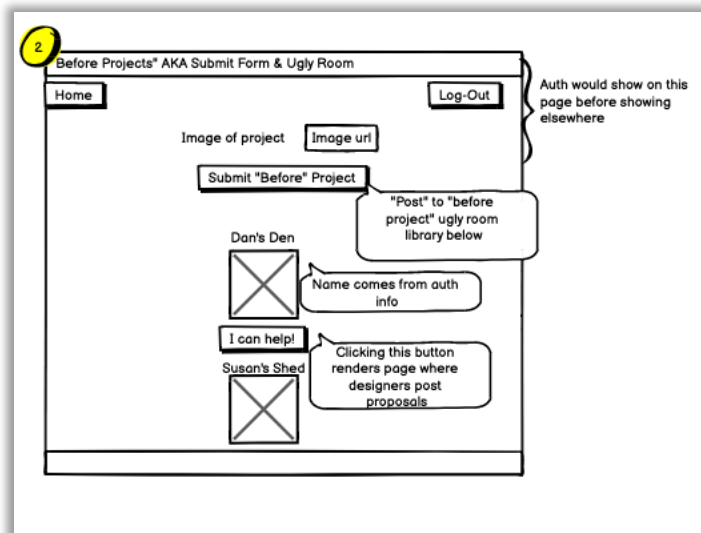 2
Before Projects" AKA Submit Form & Ugly Room
Home
Log-Out
Auth would show on this
page before showing
elsewhere
Image of project
Image url
Submit "Before" Project
"Post" to "before
project" ugly room
library below
Dan's Den
Name comes from auth
info
I can help!
Clicking this button
renders page where
designers post
proposals
Susan's Shed